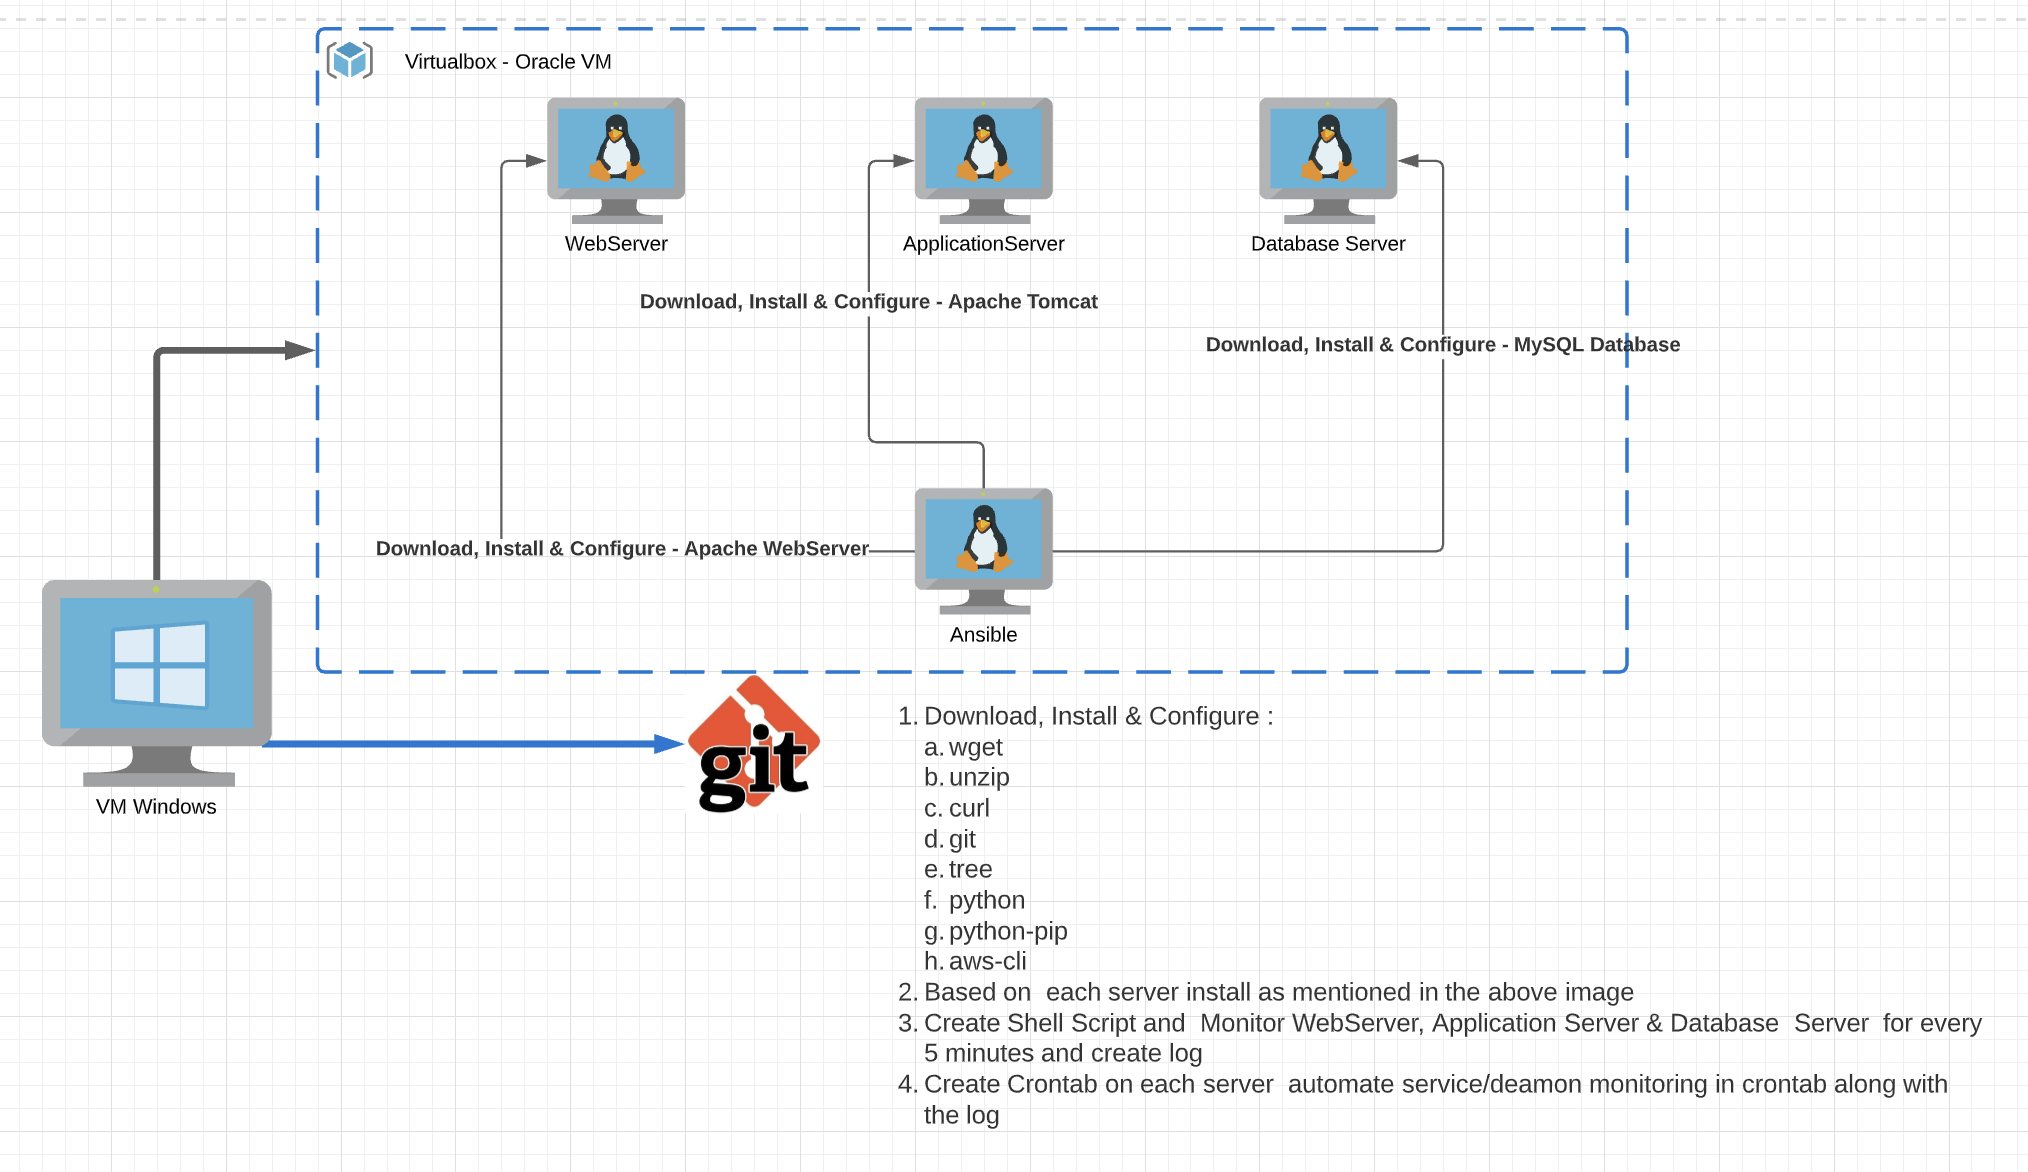 Virtualbox - Oracle VM
WebServer
ApplicationServer
Database Server
Download, Install & Configure - Apache Tomcat
Download, Install & Configure - MySQL Database
Download, Install & Configure - Apache WebServer
Ansible
VM Windows
git
1. Download, Install & Configure :
a. wget
b. unzip
c. curl
d. git
e. tree
f. python
g. python-pip
h. aws-cli
2. Based on  each server install as mentioned in the above image
3. Create Shell Script and  Monitor WebServer, Application Server & Database  Server  for every
5 minutes and create log
4. Create Crontab on each server  automate service/deamon monitoring in crontab along with
the log